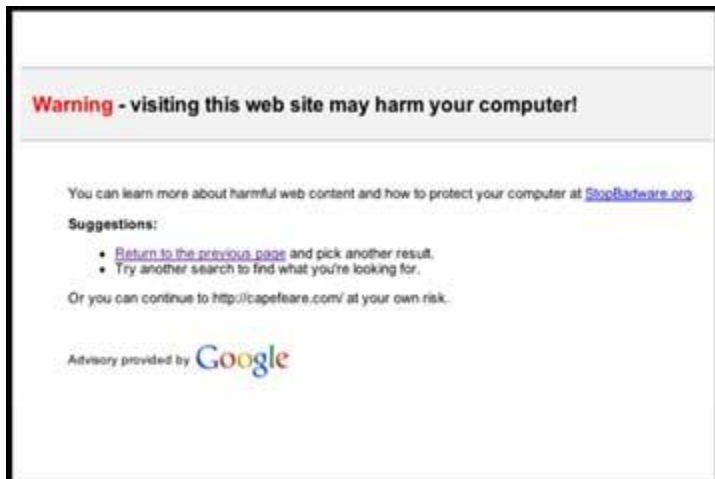 Warning - visiting this web site may harm your computer!
You can learn more about harmful web content and how to protect your computer at StopBadware.org.
Suggestions:
• Return to the previous page and pick another result.
• Try another search to find what you're looking for.
Or you can continue to http://capefeare.com/ at your own risk.
Advisory provided by Google